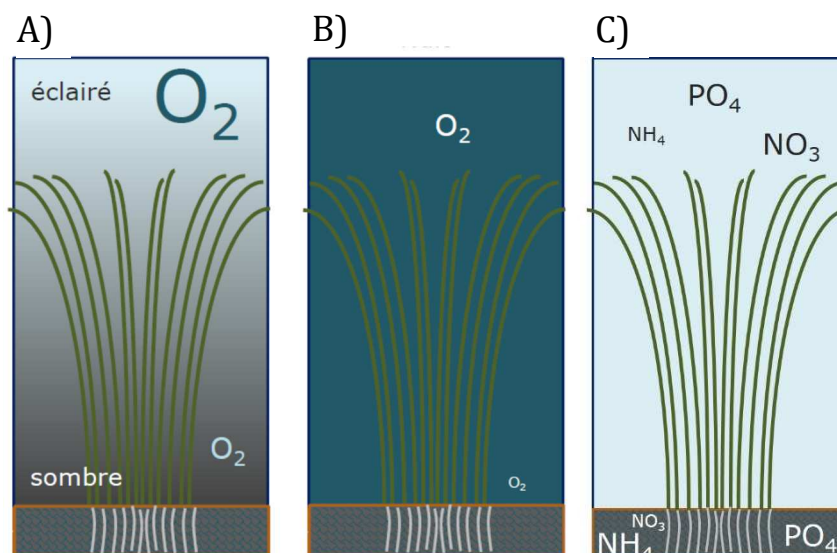 A)
éclairé
O₂
O₂
sombre
B)
O₂
O₂
C)
PO₄
NH₄
NO₃
NO₃
NH₄
PO₄